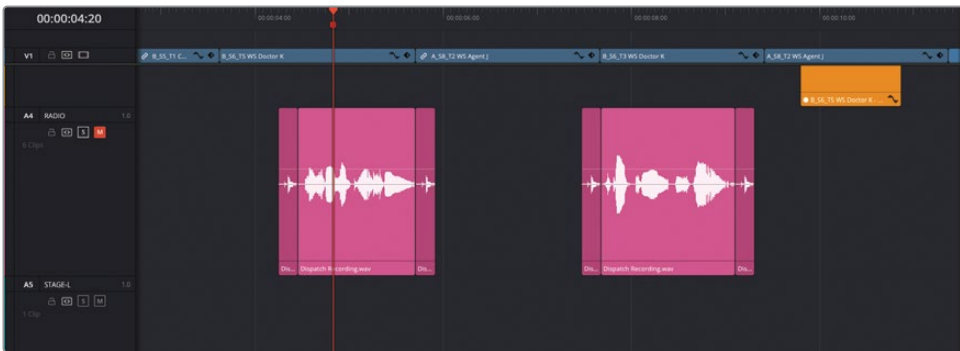 00:00:04:20
00:00:04:00
00:00:06:00
00:00:08:00
00:00:10:00
V1
B_S5_T1 C...
B_S6_T5 WS Doctor K
A_S8_T2 WS Agent J
B_S6_T3 WS Doctor K
A_S8_T2 WS Agent J
B_S6_T5 WS Doctor K - ...
A4 RADIO 1.0
S M
6 Clips
Dis... Dispatch Recording.wav Dis...
Dis... Dispatch Recording.wav Dis...
A5 STAGE-L 1.0
S M
1 Clip